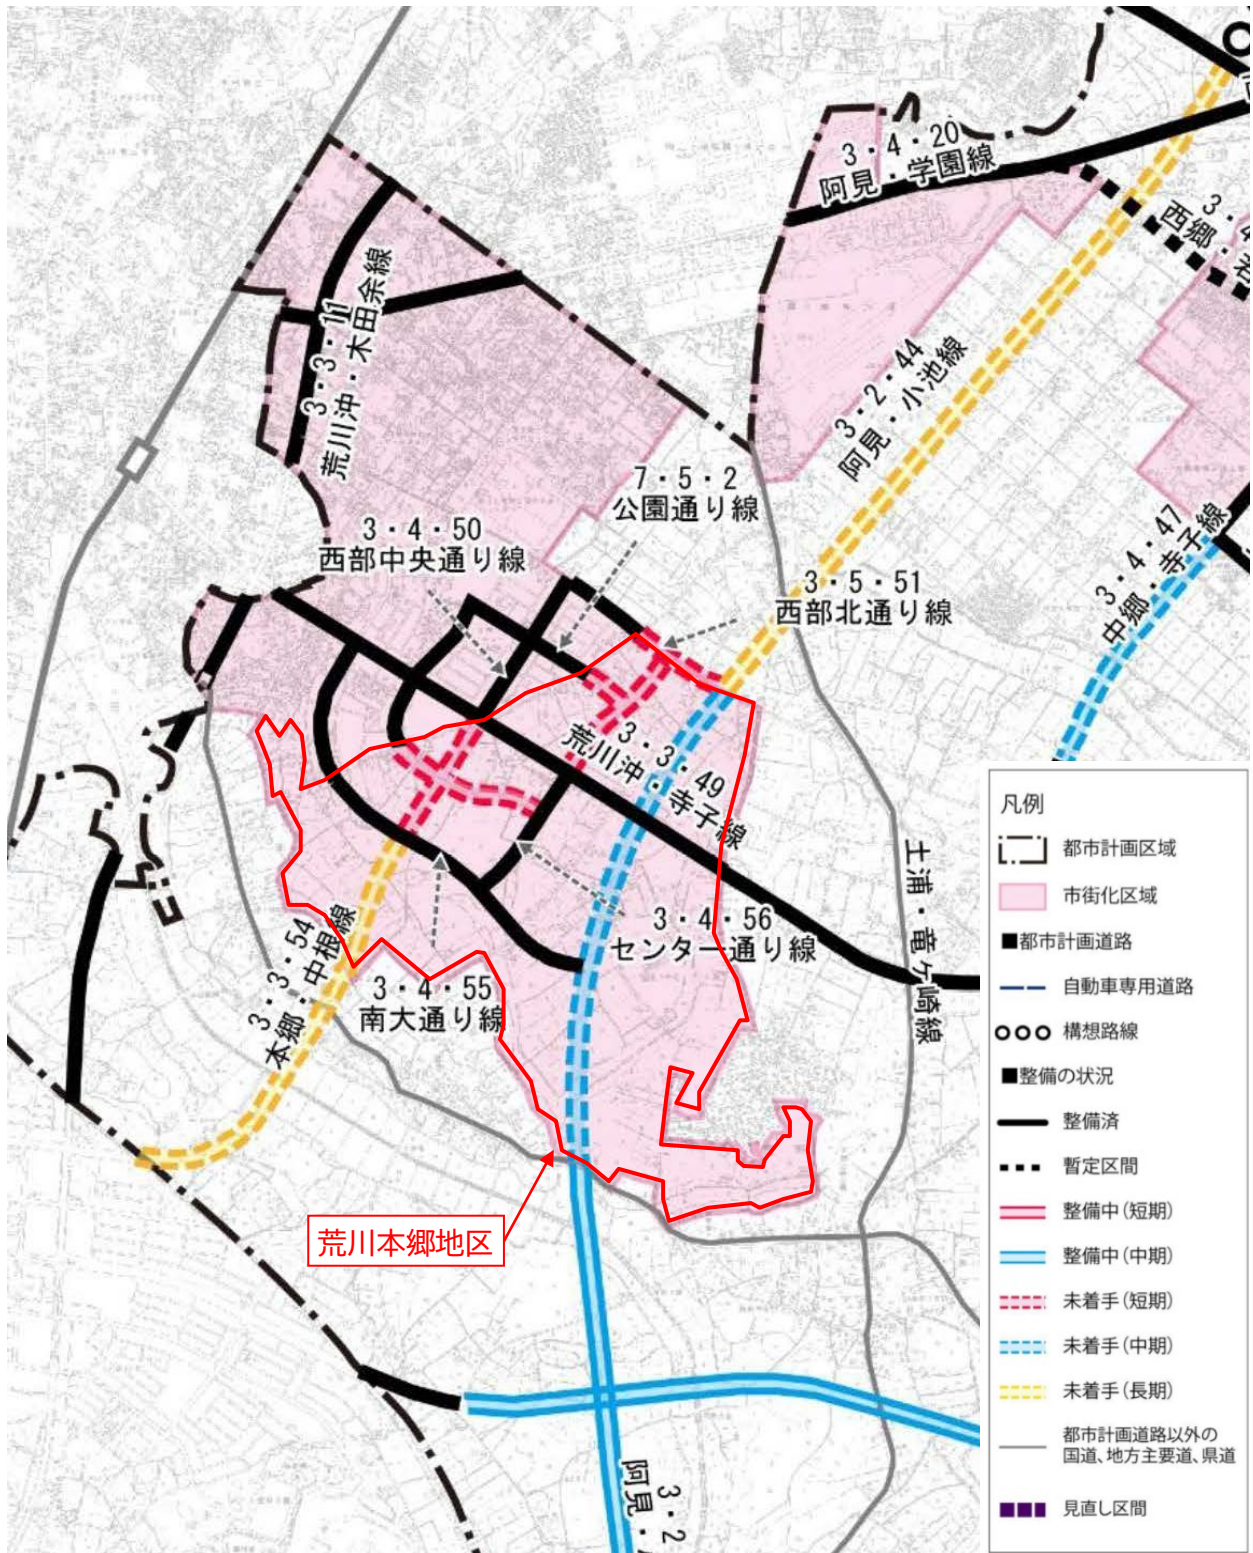 3・4・20
阿見・学園線
3・4
西郷・
3・3・11
荒川沖・木田余線
3・2・44
阿見・小池線
7・5・2
公園通り線
3・4・50
西部中央通り線
3・4・47
中郷・寺子線
3・5・51
西部北通り線
3・3・49
荒川沖・寺子線
土浦・竜ヶ崎線
3・4・56
センター通り線
3・3・54
本郷・中根線
3・4・55
南大通り線
荒川本郷地区
3・2
阿見・
凡例
都市計画区域
市街化区域
■都市計画道路
自動車専用道路
構想路線
■整備の状況
整備済
暫定区間
整備中(短期)
整備中(中期)
未着手(短期)
未着手(中期)
未着手(長期)
都市計画道路以外の
国道、地方主要道、県道
見直し区間